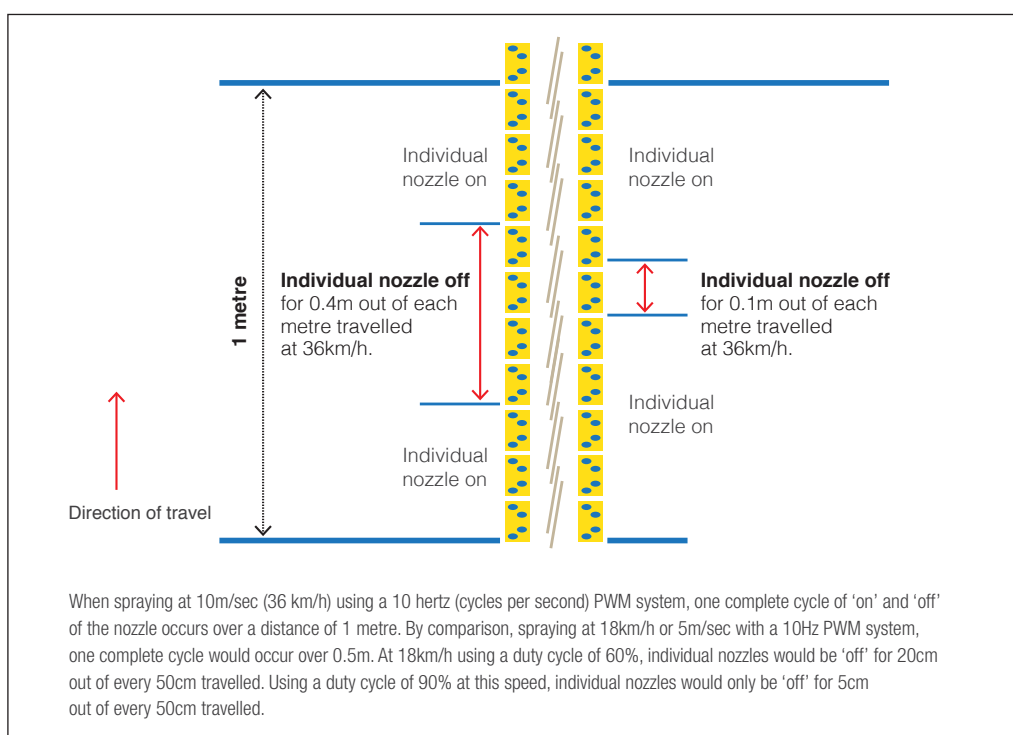 Individual
nozzle on
Individual
nozzle on
1 metre
Individual nozzle off
for 0.4m out of each
metre travelled
at 36km/h.
Individual nozzle off
for 0.1m out of each
metre travelled
at 36km/h.
Individual
nozzle on
Individual
nozzle on
Direction of travel
When spraying at 10m/sec (36 km/h) using a 10 hertz (cycles per second) PWM system, one complete cycle of ‘on’ and ‘off’
of the nozzle occurs over a distance of 1 metre. By comparison, spraying at 18km/h or 5m/sec with a 10Hz PWM system,
one complete cycle would occur over 0.5m. At 18km/h using a duty cycle of 60%, individual nozzles would be ‘off’ for 20cm
out of every 50cm travelled. Using a duty cycle of 90% at this speed, individual nozzles would only be ‘off’ for 5cm
out of every 50cm travelled.